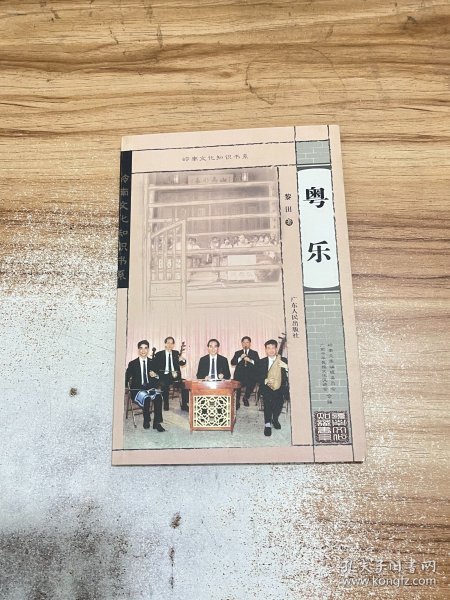 岭南文化知识书系
岭南文化知识书系
粤乐
黎田 著
广东人民出版社
孔夫子旧书网
www.kongfz.com